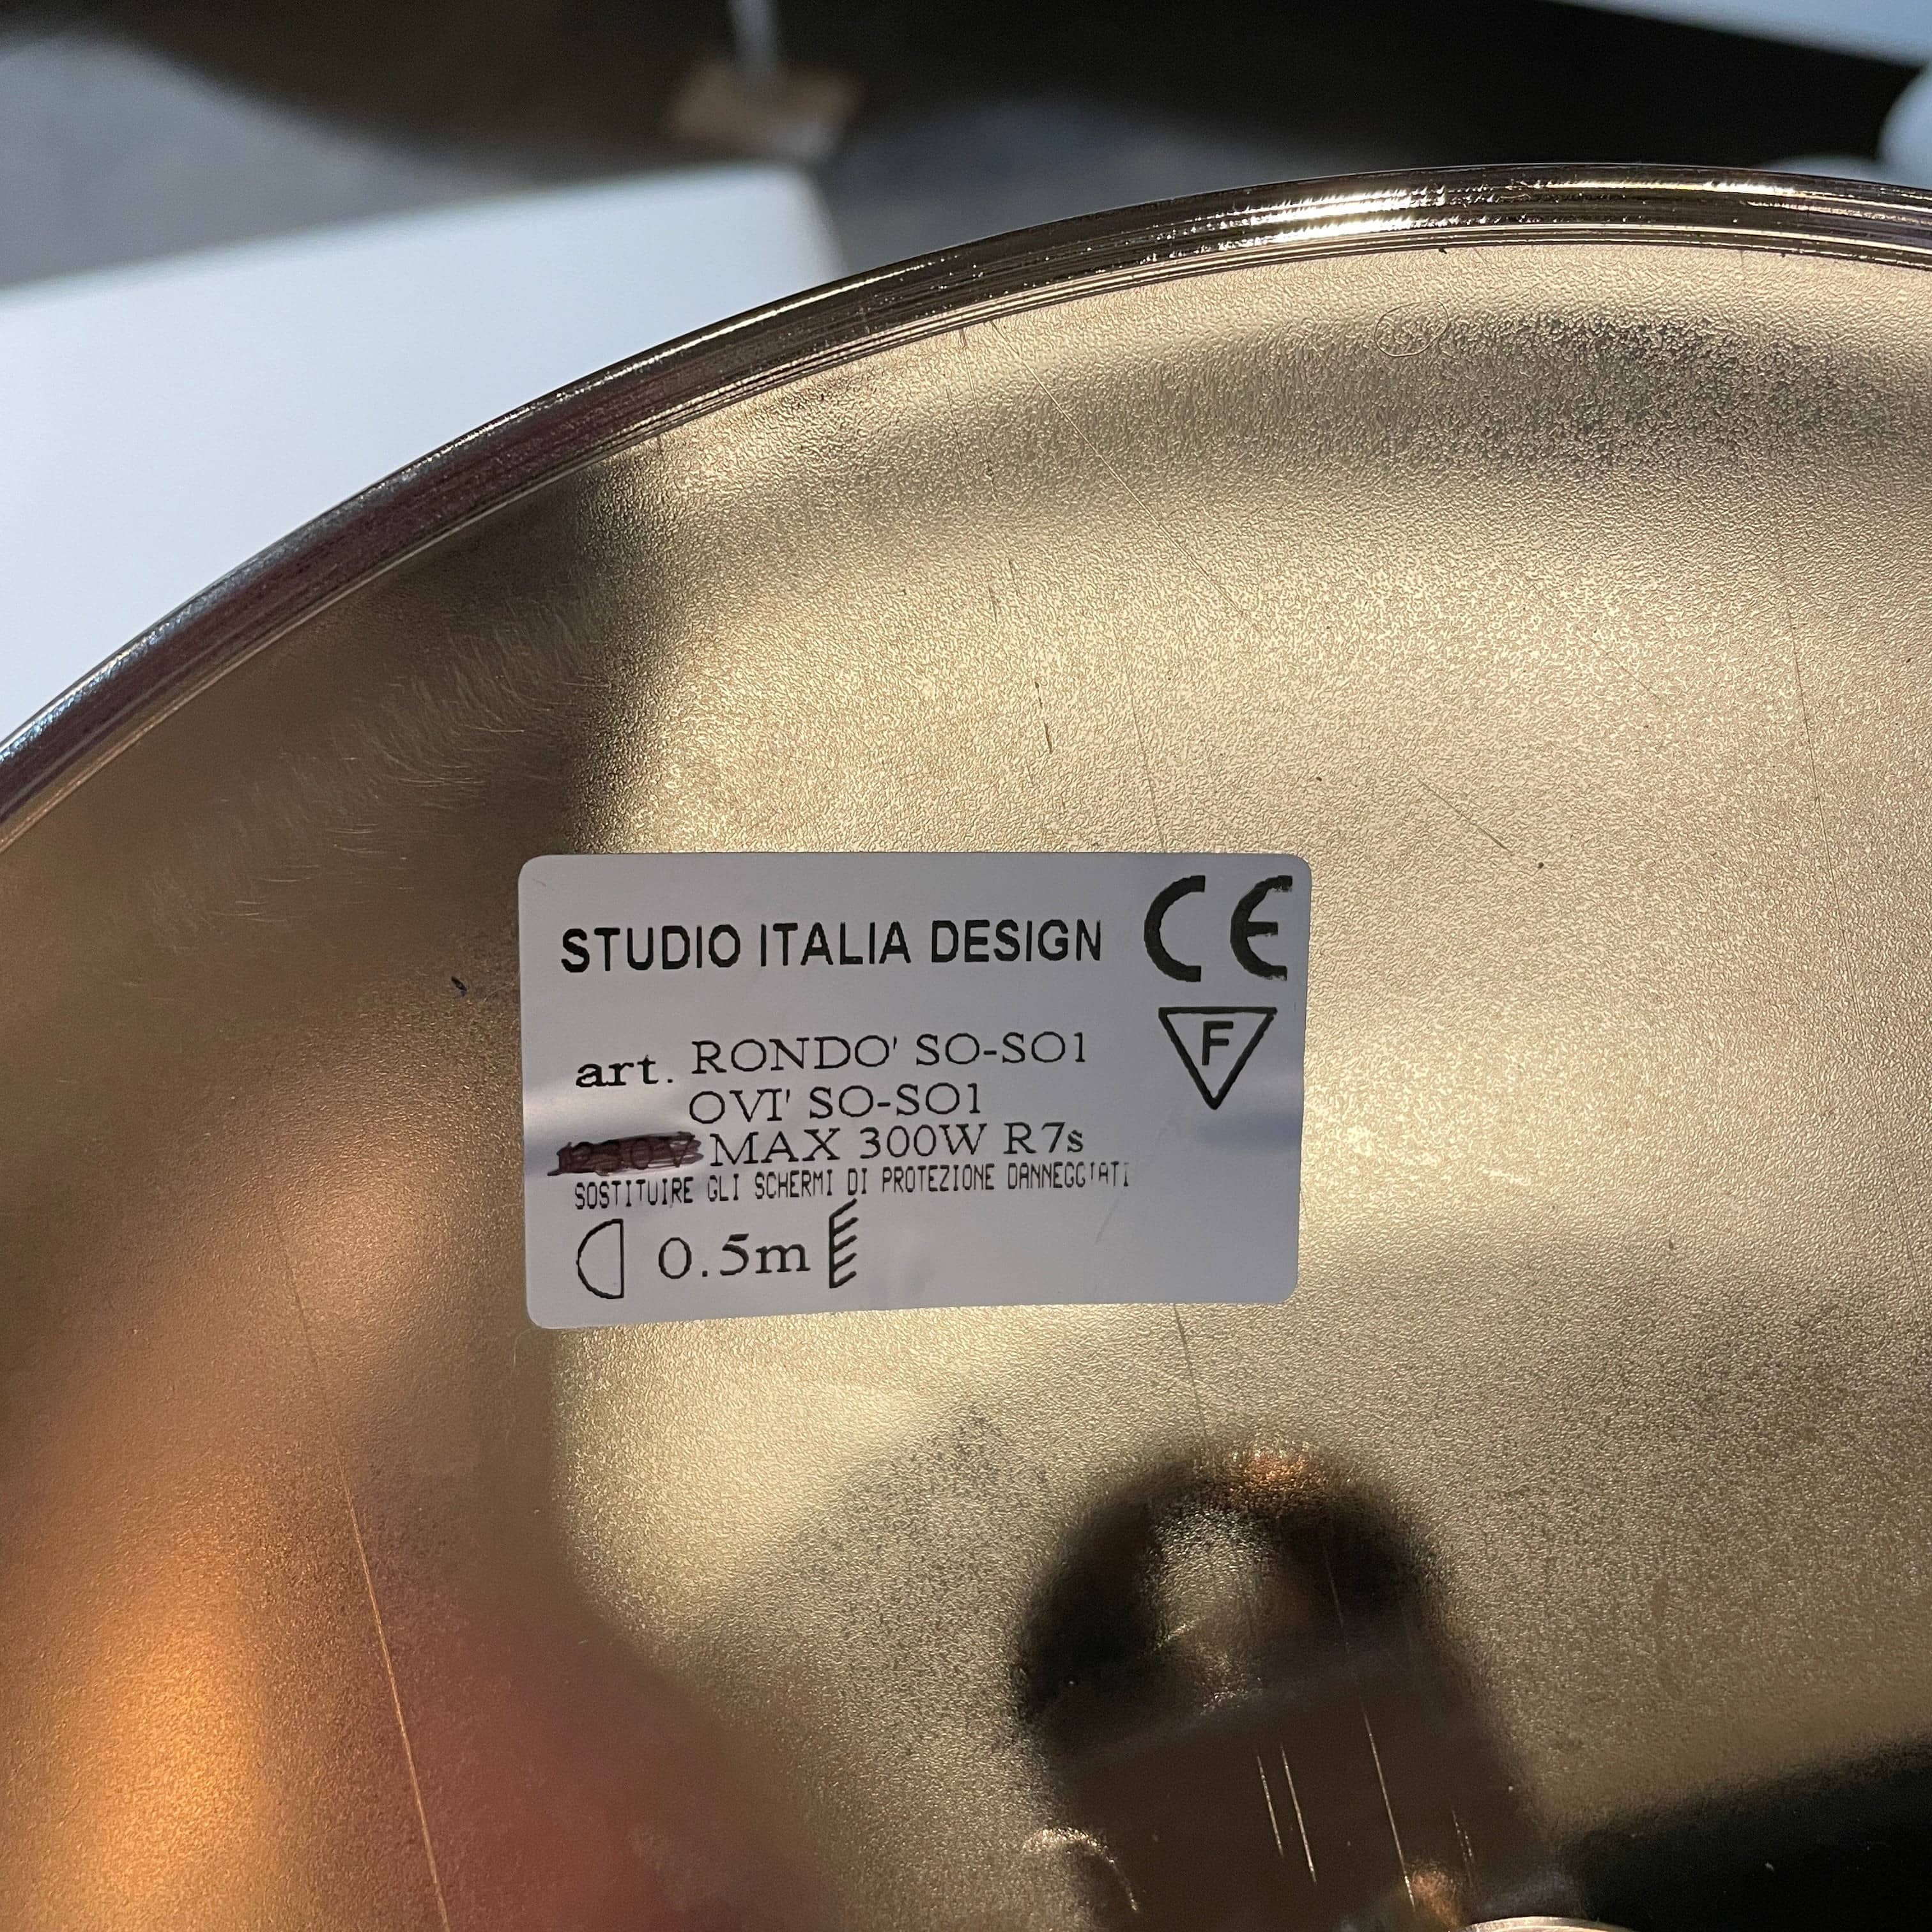 STUDIO ITALIA DESIGN CE
art. RONDO' SO-SO1
F
OVI' SO-SO1
230V MAX 300W R7s
SOSTITUIRE GLI SCHERMI DI PROTEZIONE DANNEGGIATI
0.5m